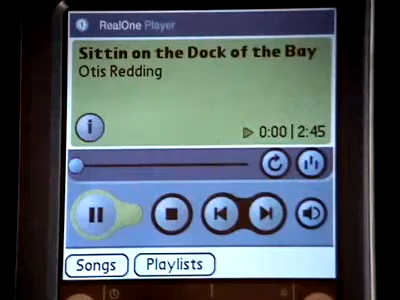 RealOne Player
Sittin on the Dock of the Bay
Otis Redding
i
0:00 | 2:45
Songs Playlists